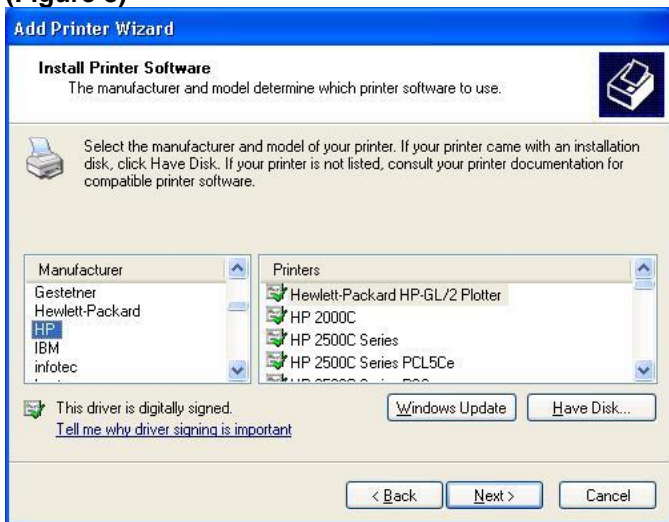 Add Printer Wizard
Install Printer Software
The manufacturer and model determine which printer software to use.
Select the manufacturer and model of your printer. If your printer came with an installation
disk, click Have Disk. If your printer is not listed, consult your printer documentation for
compatible printer software.
Manufacturer
Gestetner
Hewlett-Packard
HP
IBM
infotec
Printers
Hewlett-Packard HP-GL/2 Plotter
HP 2000C
HP 2500C Series
HP 2500C Series PCL5Ce
This driver is digitally signed.
Tell me why driver signing is important
Windows Update
Have Disk...
< Back
Next >
Cancel